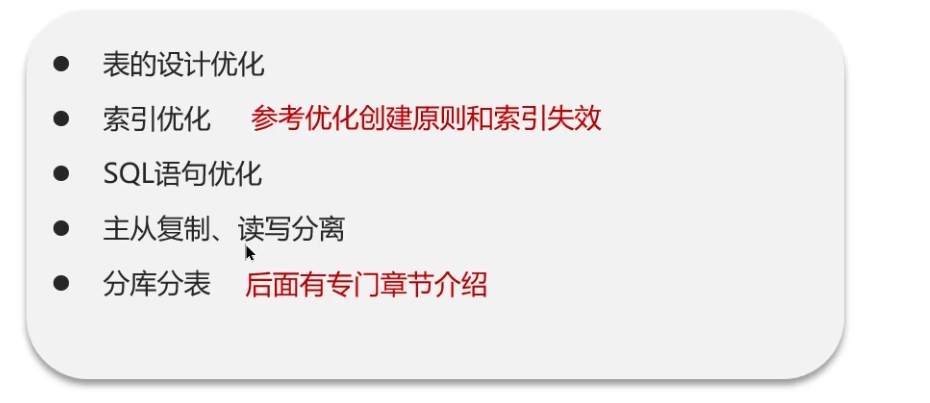 ● 表的设计优化
● 索引优化 参考优化创建原则和索引失效
● SQL语句优化
● 主从复制、读写分离
● 分库分表 后面有专门章节介绍